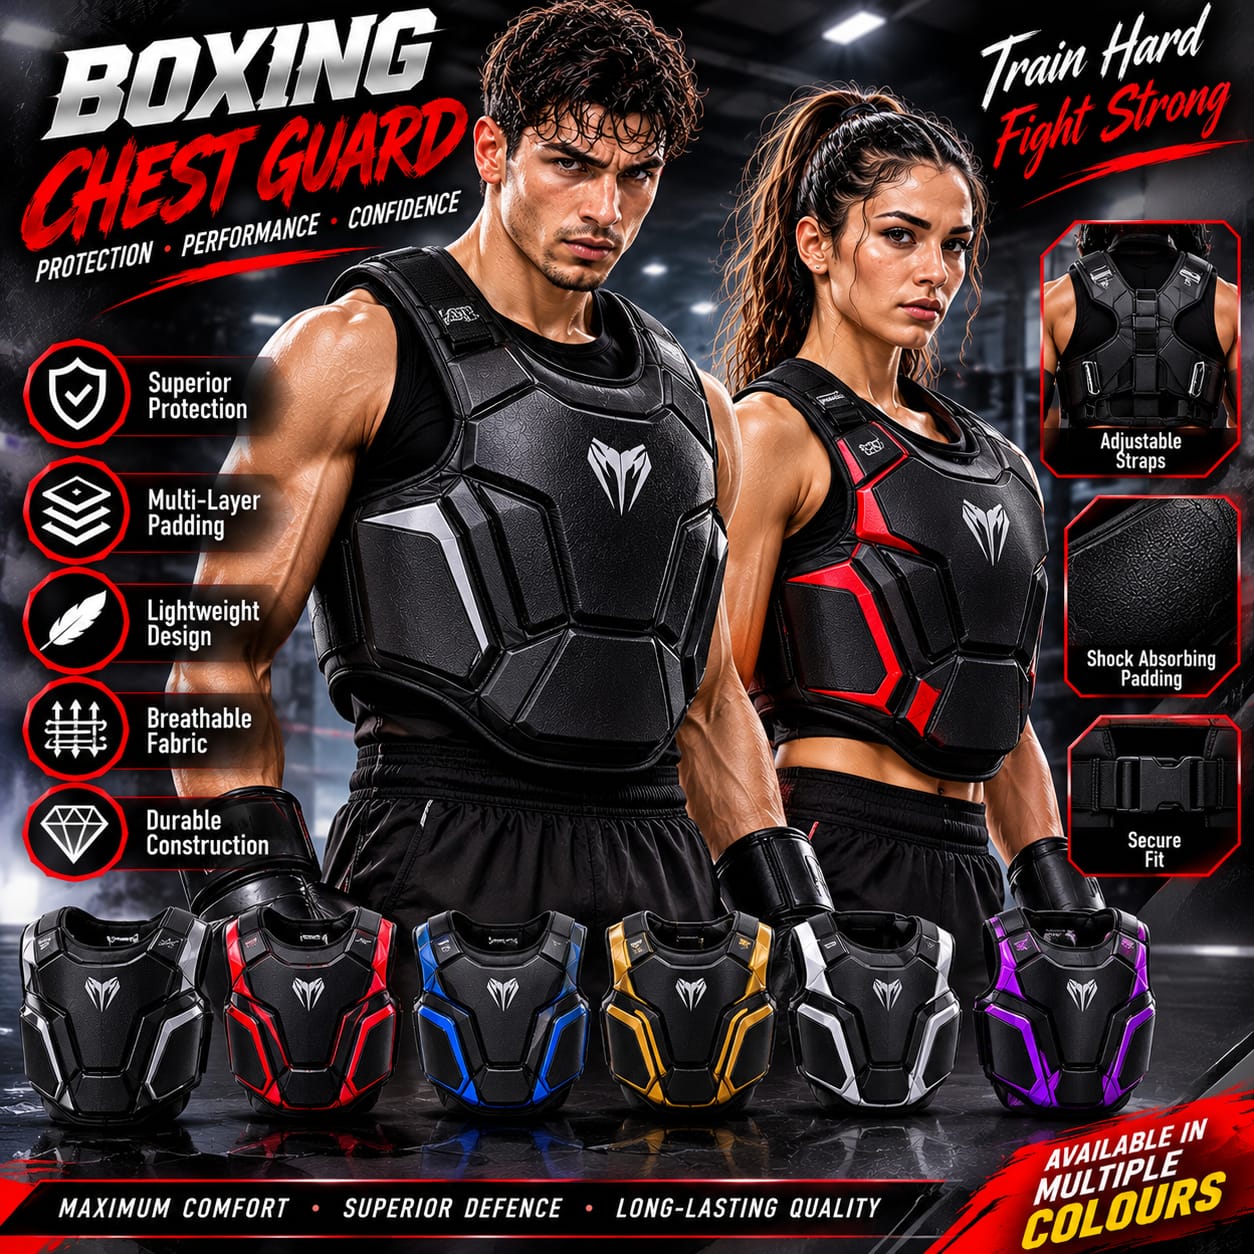 BOXING
CHEST GUARD
PROTECTION • PERFORMANCE • CONFIDENCE
Train Hard
Fight Strong
Superior
Protection
Multi-Layer
Padding
Lightweight
Design
Breathable
Fabric
Durable
Construction
Adjustable
Straps
Shock Absorbing
Padding
Secure
Fit
AVAILABLE IN
MULTIPLE
COLOURS
MAXIMUM COMFORT • SUPERIOR DEFENCE • LONG-LASTING QUALITY